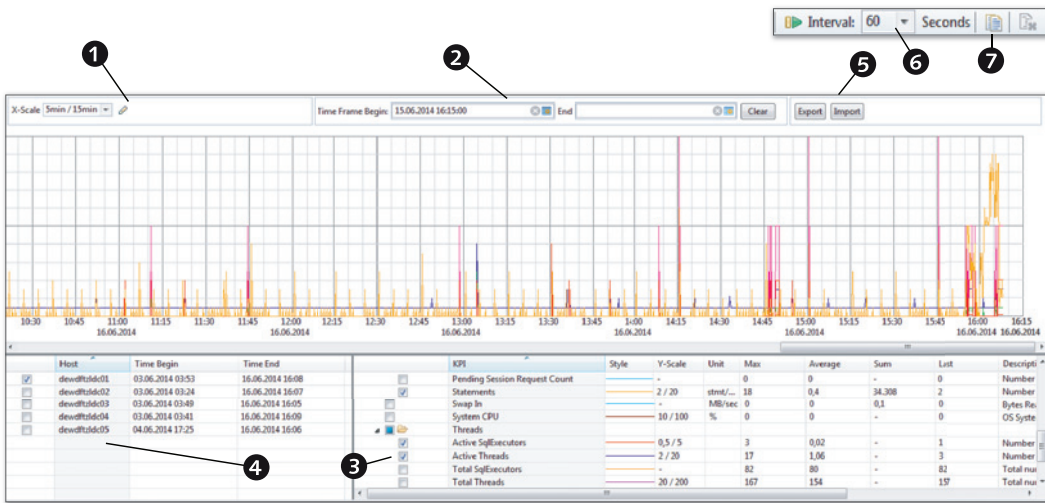 Interval: 60 Seconds
1
2
5
6
7
X-Scale 5min / 15min Time Frame Begin: 15.06.2014 16:15:00 End Clear Export Import
10:30 10:45 11:00 11:15 11:30 11:45 12:00 12:15 12:30 12:45 13:00 13:15 13:30 13:45 14:00 14:15 14:30 14:45 15:00 15:15 15:30 15:45 16:00 16:15
16.06.2014 16.06.2014 16.06.2014 16.06.2014 16.06.2014 16.06.2014 16.06.2014
Host Time Begin Time End
dewdftzldc01 03.06.2014 03:53 16.06.2014 16:08
dewdftzldc02 03.06.2014 03:24 16.06.2014 16:07
dewdftzldc03 03.06.2014 03:49 16.06.2014 16:05
dewdftzldc04 03.06.2014 03:41 16.06.2014 16:09
dewdftzldc05 04.06.2014 17:25 16.06.2014 16:06
4
3
KPI Style Y-Scale Unit Max Average Sum Last Descripti
Pending Session Request Count - 0 0 - 0 Number
Statements 2 / 20 stmt/... 18 0,4 34.308 2 Number
Swap In - MB/sec 0 0 0,1 0 Bytes Rea
System CPU 10 / 100 % 0 0 - 0 OS Syste
Threads
Active SqlExecutors 0,5 / 5 3 0,02 - 1 Number
Active Threads 2 / 20 17 1,06 - 3 Number
Total SqlExecutors - 82 80 - 82 Total nu
Total Threads 20 / 200 167 154 - 157 Total nu